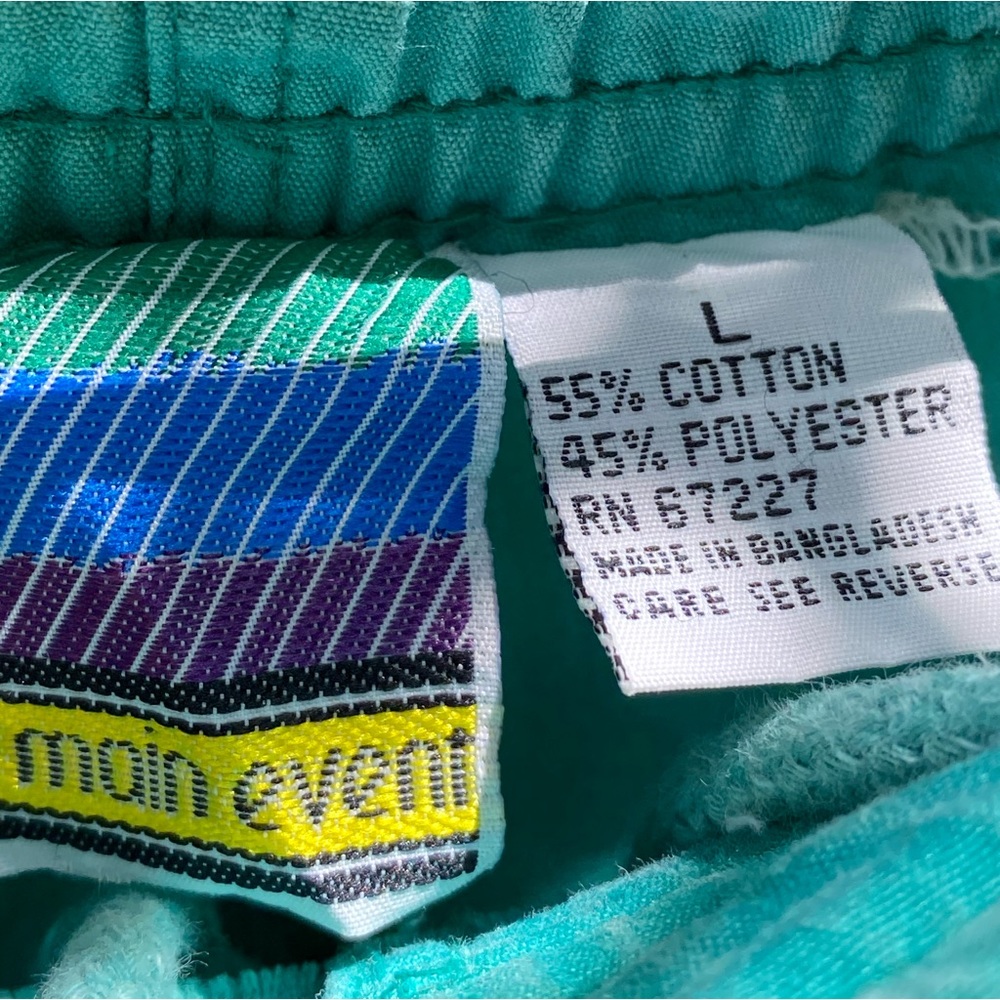 main event
L
55% COTTON
45% POLYESTER
RN 67227
MADE IN BANGLADESH
CARE SEE REVERSE